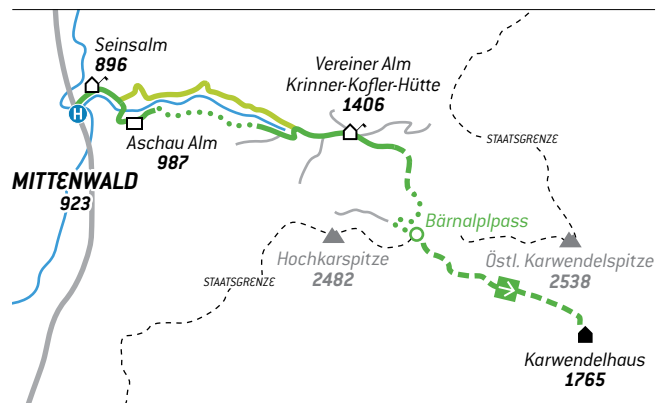 Seinsalm
896
Vereiner Alm
Krinner-Kofler-Hütte
1406
H
Aschau Alm
987
STAATSGRENZE
MITTENWALD
923
Bärnalplpass
Hochkarspitze
2482
Östl. Karwendelspitze
2538
STAATSGRENZE
Karwendelhaus
1765